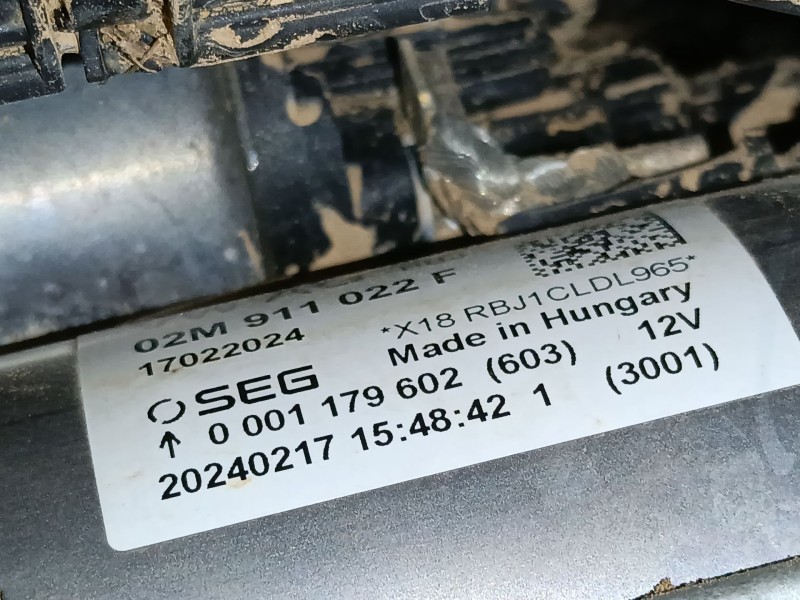 02M 911 022 F
17022024 *X18 RBJ1CLDL965*
SEG Made in Hungary
↑ 0 001 179 602 (603) 12V
20240217 15:48:42 1 (3001)